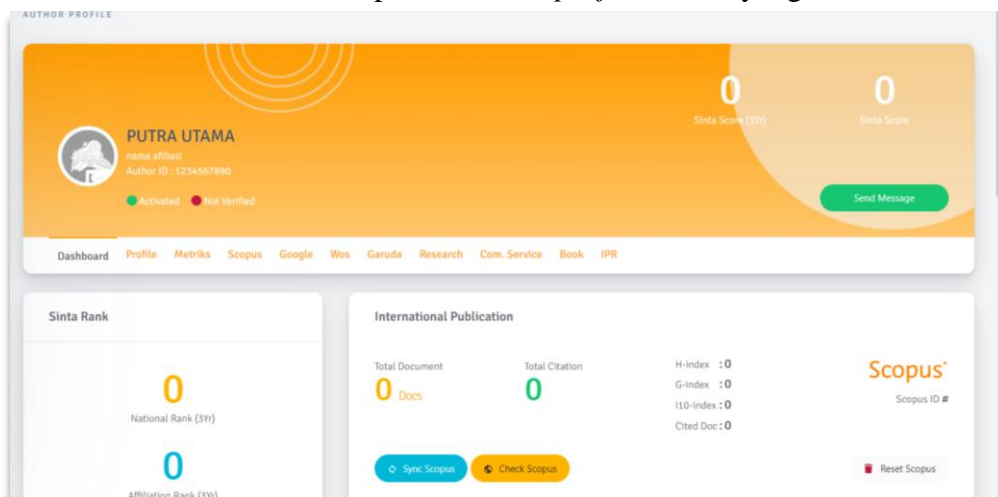 AUTHOR PROFILE
0
Sinta Score (3Yr)
0
Sinta Score
PUTRA UTAMA
nama afiliasi
Author ID : 1234567890
Activated Not Verified
Send Message
Dashboard Profile Metriks Scopus Google Wos Garuda Research Com. Service Book IPR
Sinta Rank
0
National Rank (3Yr)
0
Affiliation Rank (3Yr)
International Publication
Total Document
0 Docs
Total Citation
0
H-Index : 0
G-Index : 0
i10-Index : 0
Cited Doc : 0
Scopus
Scopus ID #
Sync Scopus
Check Scopus
Reset Scopus